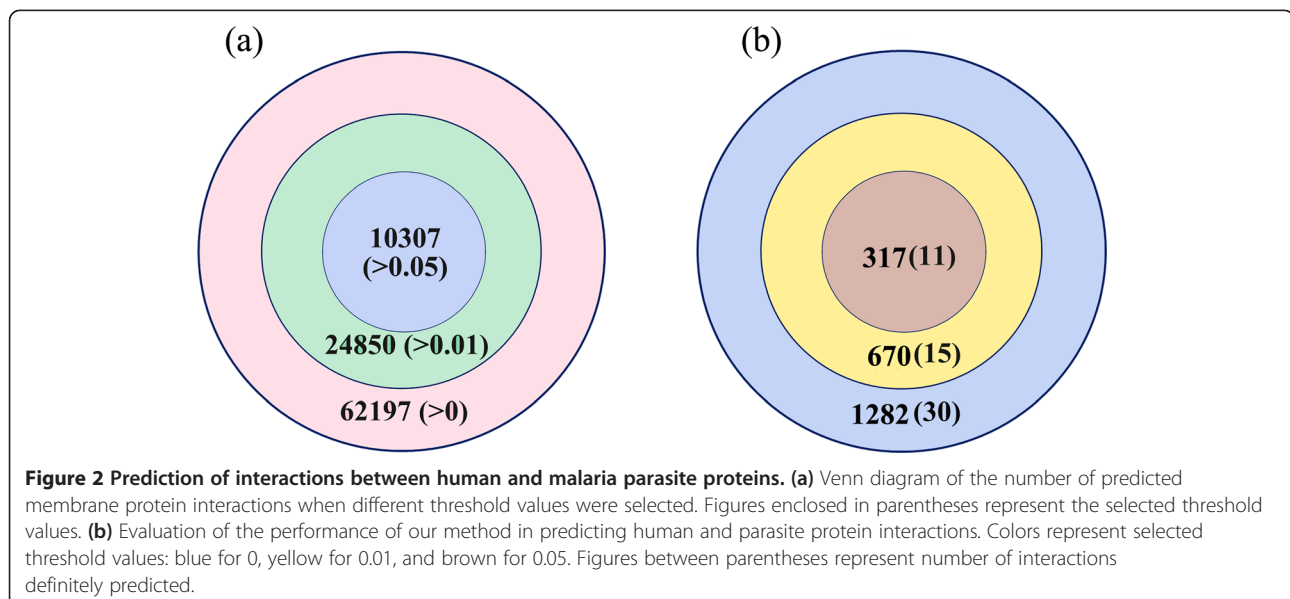 (a)
10307
(>0.05)
24850 (>0.01)
62197 (>0)
(b)
317(11)
670(15)
1282(30)
Figure 2 Prediction of interactions between human and malaria parasite proteins. (a) Venn diagram of the number of predicted
membrane protein interactions when different threshold values were selected. Figures enclosed in parentheses represent the selected threshold
values. (b) Evaluation of the performance of our method in predicting human and parasite protein interactions. Colors represent selected
threshold values: blue for 0, yellow for 0.01, and brown for 0.05. Figures between parentheses represent number of interactions
definitely predicted.